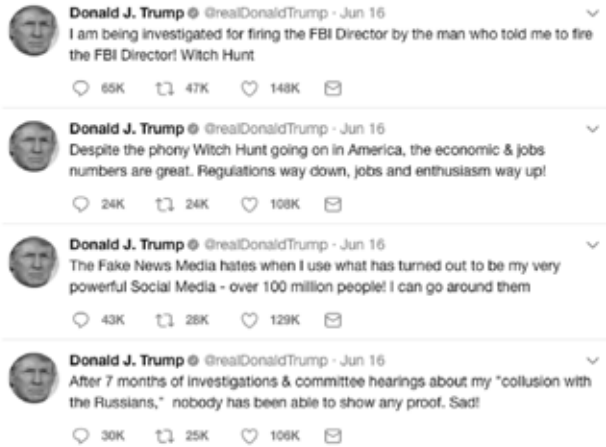 Donald J. Trump @realDonaldTrump · Jun 16
I am being investigated for firing the FBI Director by the man who told me to fire
the FBI Director! Witch Hunt
65K 47K 148K
Donald J. Trump @realDonaldTrump · Jun 16
Despite the phony Witch Hunt going on in America, the economic & jobs
numbers are great. Regulations way down, jobs and enthusiasm way up!
24K 24K 108K
Donald J. Trump @realDonaldTrump · Jun 16
The Fake News Media hates when I use what has turned out to be my very
powerful Social Media - over 100 million people! I can go around them
43K 28K 129K
Donald J. Trump @realDonaldTrump · Jun 16
After 7 months of investigations & committee hearings about my "collusion with
the Russians," nobody has been able to show any proof. Sad!
30K 25K 106K